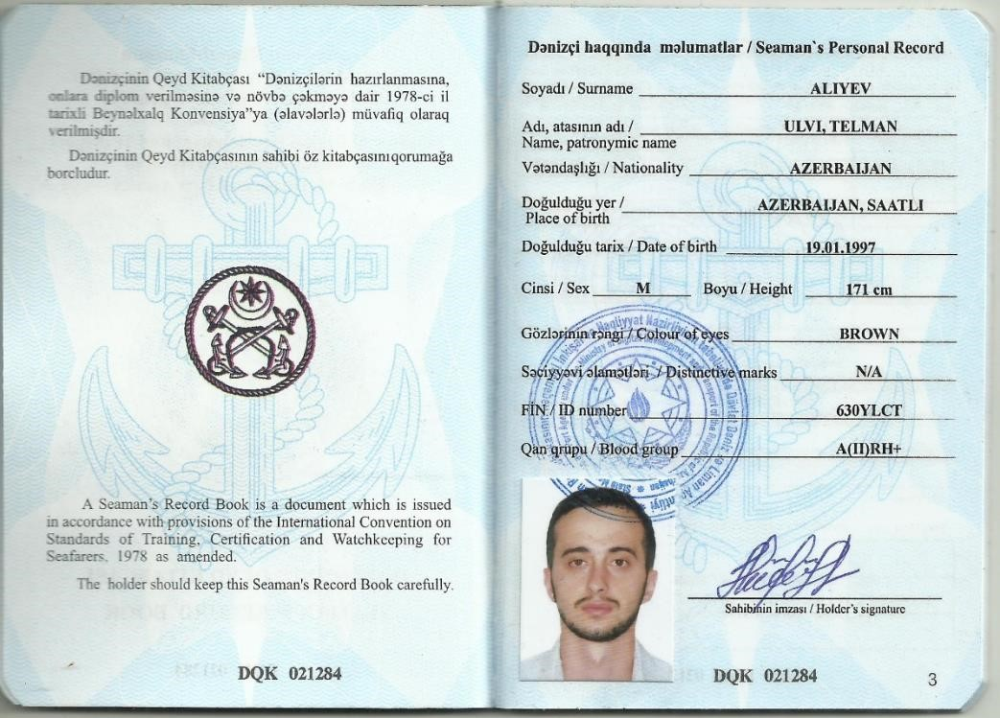 Dənizçinin Qeyd Kitabçası “Dənizçilərin hazırlanmasına,
onlara diplom verilməsinə və növbə çəkməyə dair 1978-ci il
tarixli Beynəlxalq Konvensiya”ya (əlavələrlə) müvafiq olaraq
verilmişdir.
Dənizçinin Qeyd Kitabçasının sahibi öz kitabçasını qorumağa
borcludur.
A Seaman's Record Book is a document which is issued
in accordance with provisions of the International Convention on
Standards of Training, Certification and Watchkeeping for
Seafarers, 1978 as amended.
The holder should keep this Seaman's Record Book carefully.
DQK 021284
Dənizçi haqqında məlumatlar / Seaman`s Personal Record
Soyadı / Surname ALIYEV
Adı, atasının adı / ULVI, TELMAN
Name, patronymic name
Vətəndaşlığı / Nationality AZERBAIJAN
Doğulduğu yer / AZERBAIJAN, SAATLI
Place of birth
Doğulduğu tarix / Date of birth 19.01.1997
Cinsi / Sex M Boyu / Height 171 cm
Gözlərinin rəngi / Colour of eyes BROWN
Səciyyəvi əlamətləri / Distinctive marks N/A
FİN / ID number 630YLCT
Qan qrupu / Blood group A(II)RH+
Sahibinin imzası / Holder's signature
DQK 021284
3